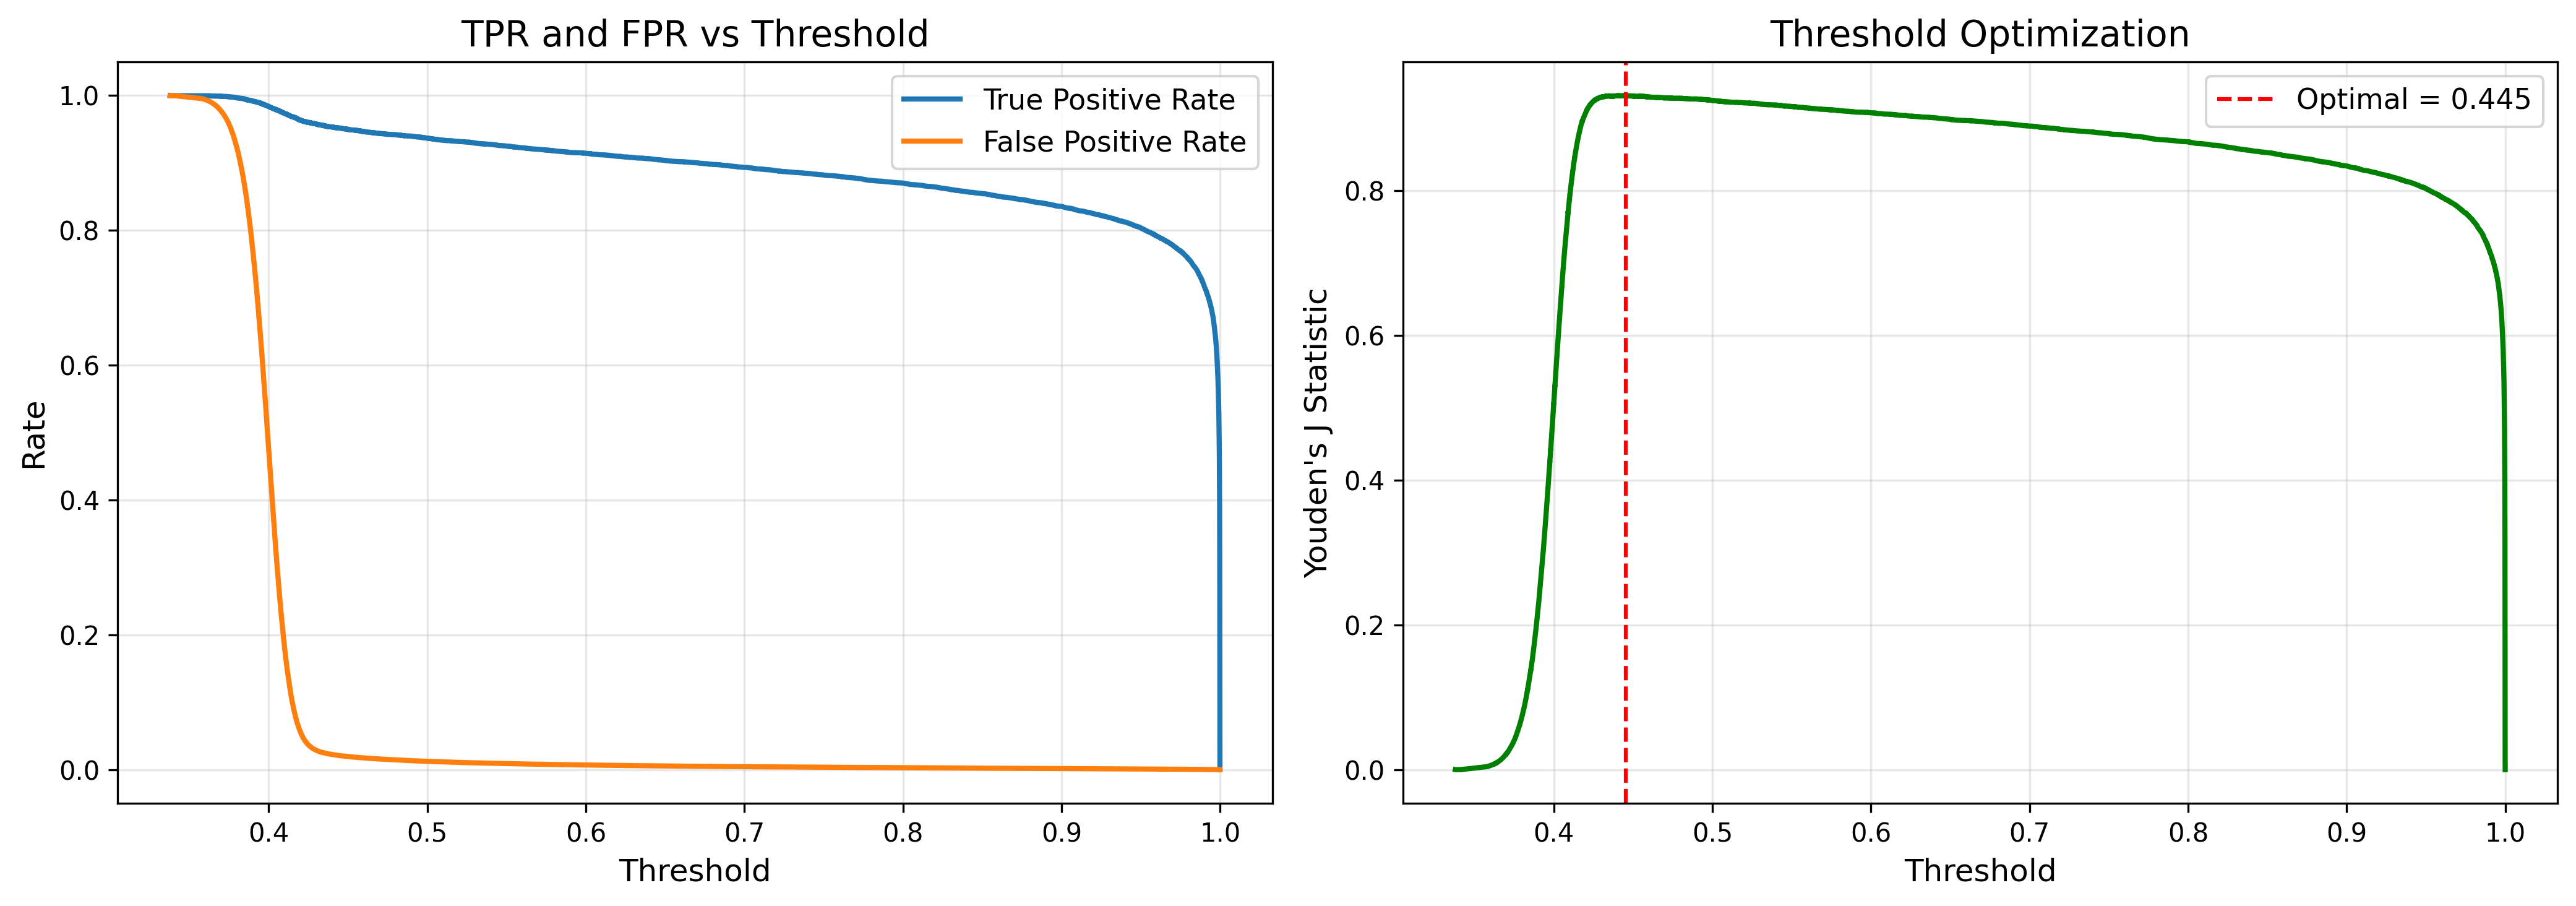 TPR and FPR vs Threshold
True Positive Rate
False Positive Rate
Rate
1.0
0.8
0.6
0.4
0.2
0.0
0.4 0.5 0.6 0.7 0.8 0.9 1.0
Threshold
Threshold Optimization
Optimal = 0.445
Youden's J Statistic
0.8
0.6
0.4
0.2
0.0
0.4 0.5 0.6 0.7 0.8 0.9 1.0
Threshold